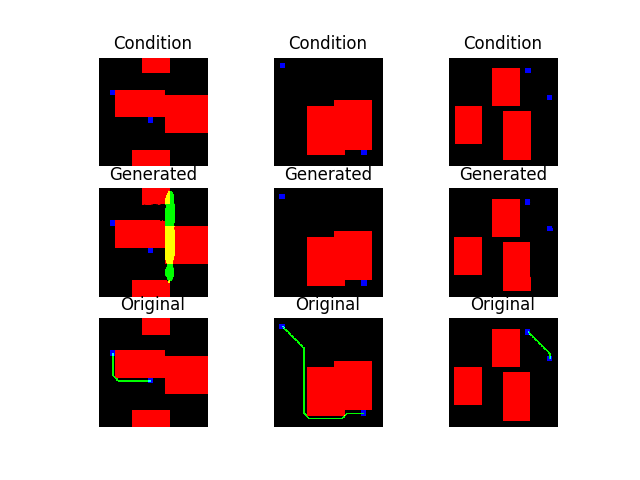 Condition Condition Condition
Generated Generated Generated
Original Original Original